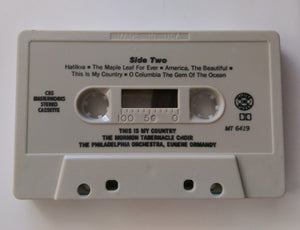 Side Two
Hatikva • The Maple Leaf For Ever • America, The Beautiful •
This Is My Country • O Columbia The Gem Of The Ocean
CBS
MASTERWORKS
STEREO
CASSETTE
100 50 0
MT 6419
THIS IS MY COUNTRY
THE MORMON TABERNACLE CHOIR
THE PHILADELPHIA ORCHESTRA, EUGENE ORMANDY